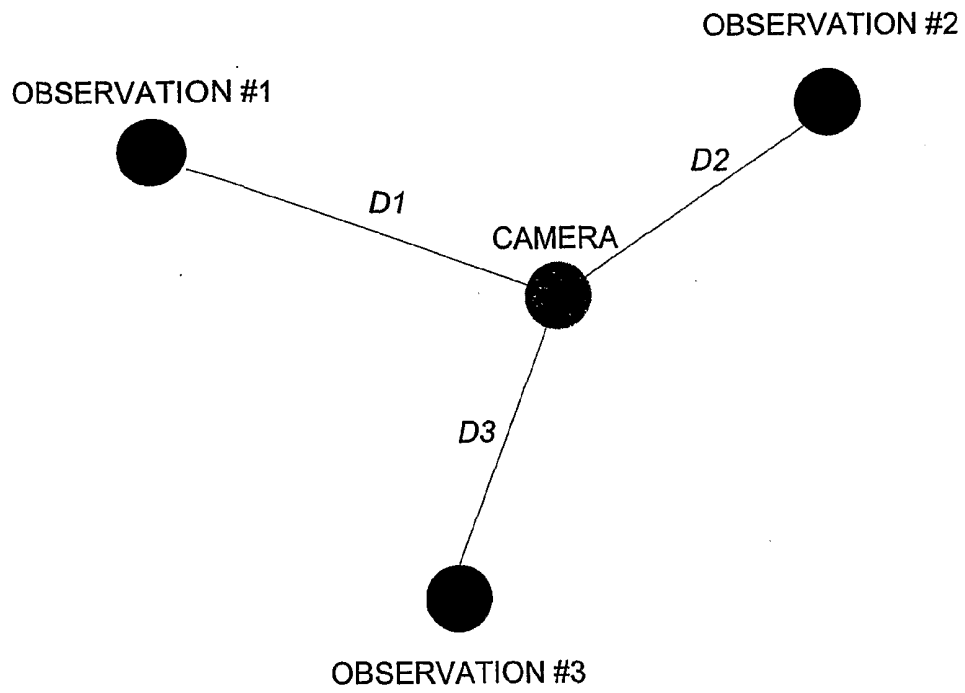 OBSERVATION #2
OBSERVATION #1
D2
D1
CAMERA
D3
OBSERVATION #3